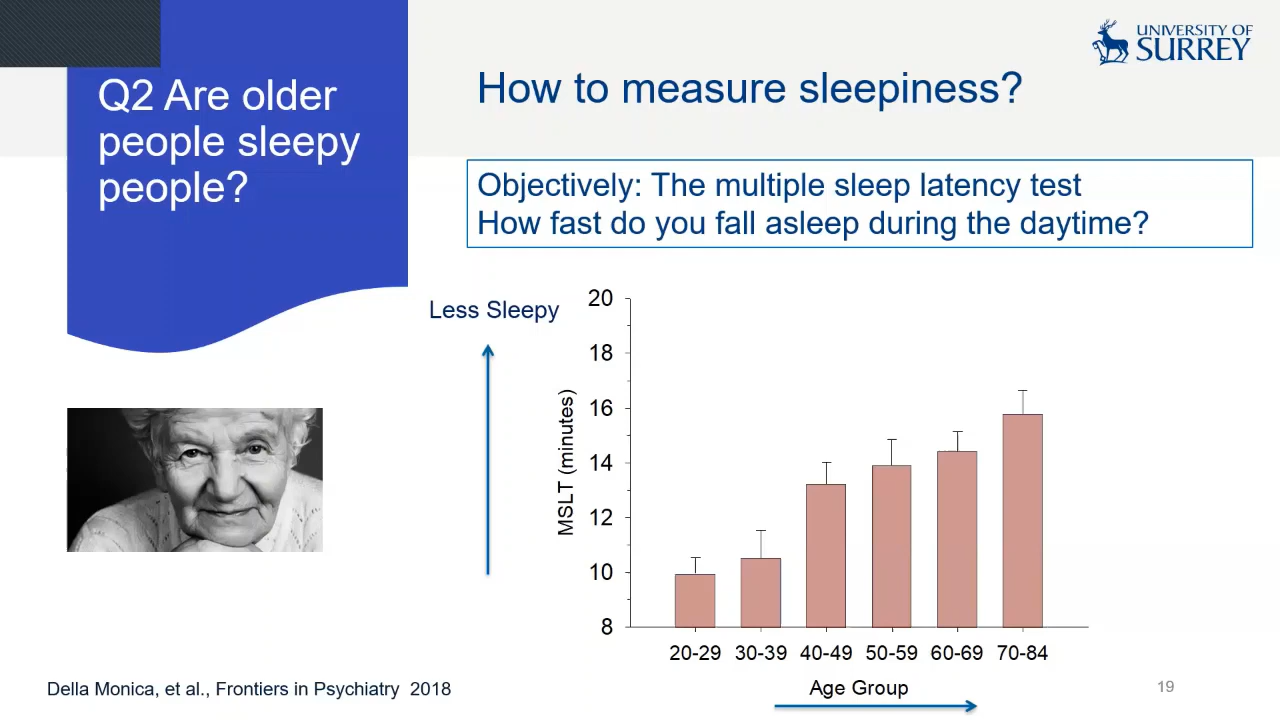 Q2 Are older
people sleepy
people?
How to measure sleepiness?
UNIVERSITY OF
SURREY
Objectively: The multiple sleep latency test
How fast do you fall asleep during the daytime?
Less Sleepy
MSLT (minutes)
20
18
16
14
12
10
8
20-29 30-39 40-49 50-59 60-69 70-84
Age Group
Della Monica, et al., Frontiers in Psychiatry 2018
19